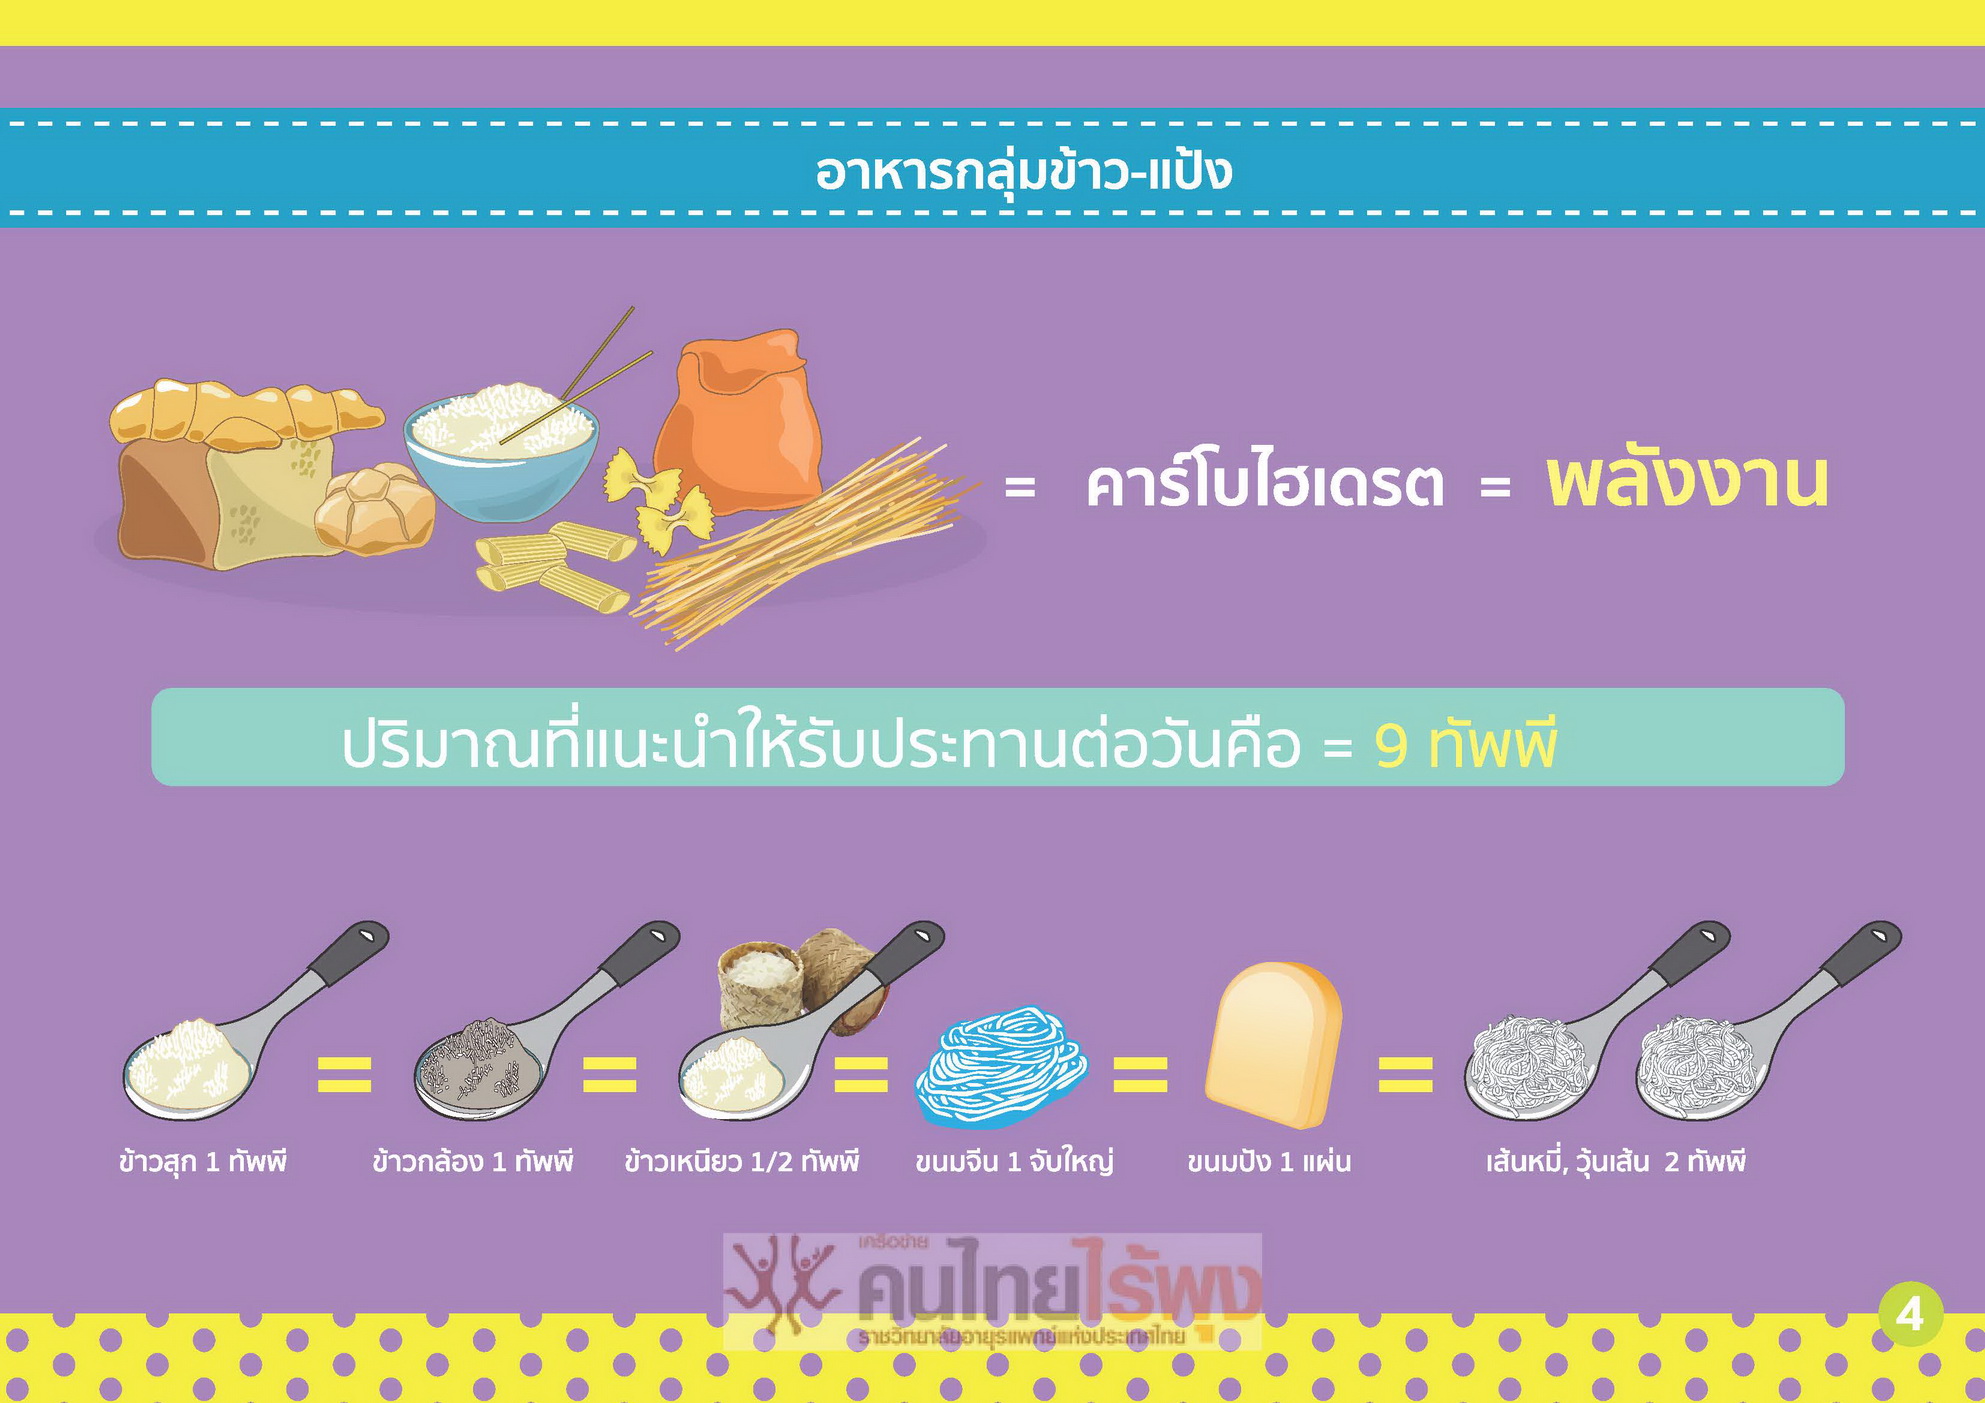 อาหารกลุ่มข้าว-แป้ง
= คาร์โบไฮเดรต = พลังงาน
ปริมาณที่แนะนำให้รับประทานต่อวันคือ = 9 ทัพพี
= = = = =
ข้าวสุก 1 ทัพพี ข้าวกล้อง 1 ทัพพี ข้าวเหนียว 1/2 ทัพพี ขนมจีน 1 จับใหญ่ ขนมปัง 1 แผ่น เส้นหมี่, วุ้นเส้น 2 ทัพพี
เครือข่าย
คนไทยไร้พุง
ราชวิทยาลัยอายุรแพทย์แห่งประเทศไทย
4